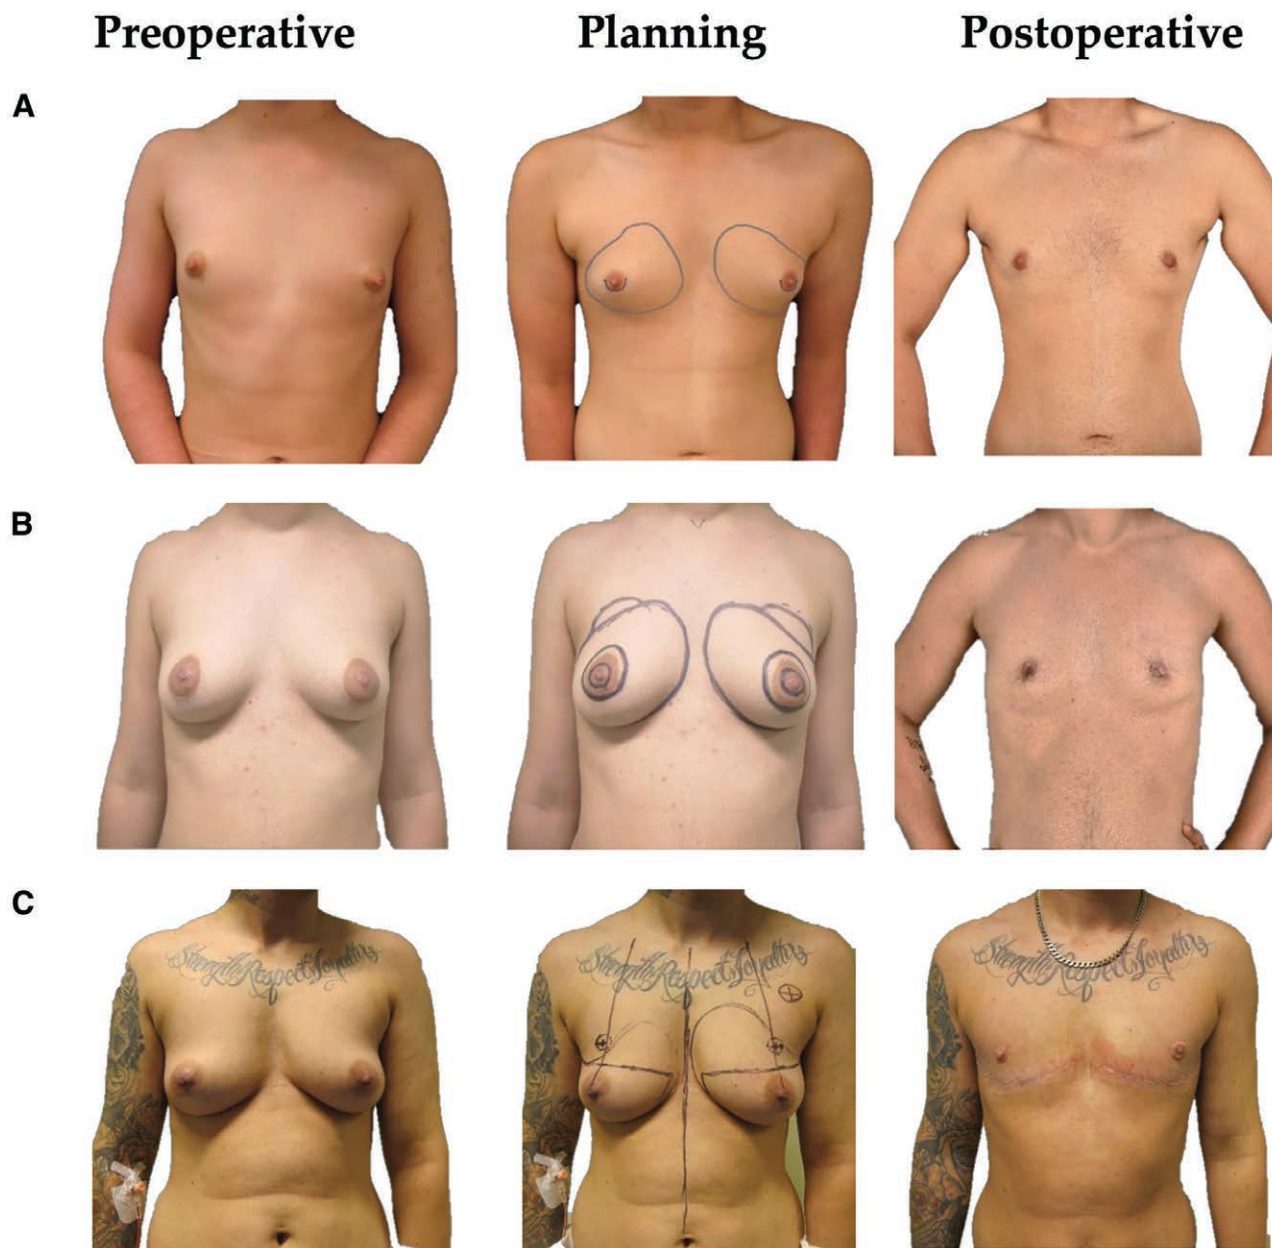 Preoperative Planning Postoperative
A
B
C
Strength Respect Loyalty
Strength Respect Loyalty
Strength Respect Loyalty